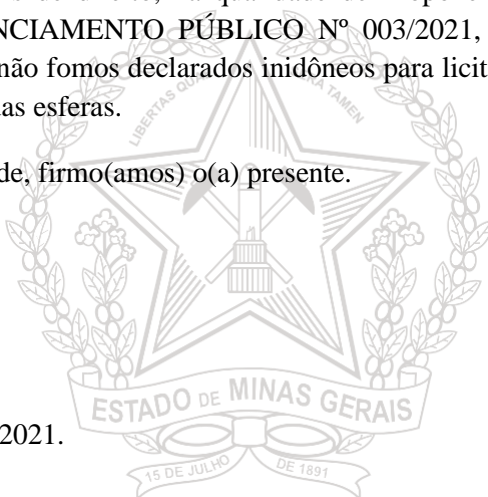 NCIAMENTO PÚBLICO Nº 003/2021,
não fomos declarados inidôneos para licit
as esferas.
de, firmo(amos) o(a) presente.
LIBERTAS QUÆ SERA TAMEN
ESTADO DE MINAS GERAIS
2021.
15 DE JULHO DE 1891